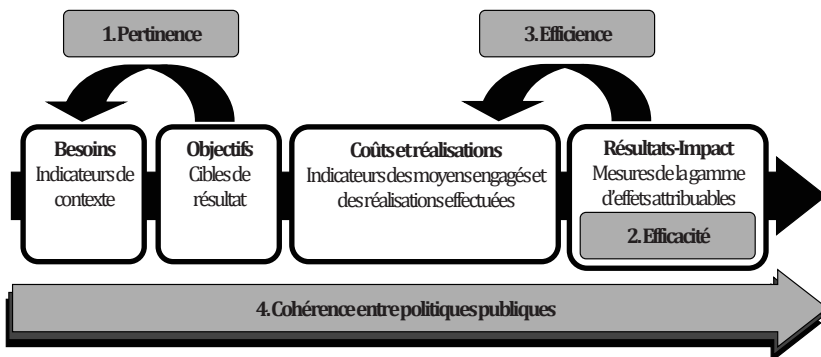 1. Pertinence
3. Efficience
Besoins
Indicateurs de
contexte
Objectifs
Cibles de
résultat
Coûts et réalisations
Indicateurs des moyens engagés et
des réalisations effectuées
Résultats-Impact
Mesures de la gamme
d'effets attribuables
2. Efficacité
4. Cohérence entre politiques publiques